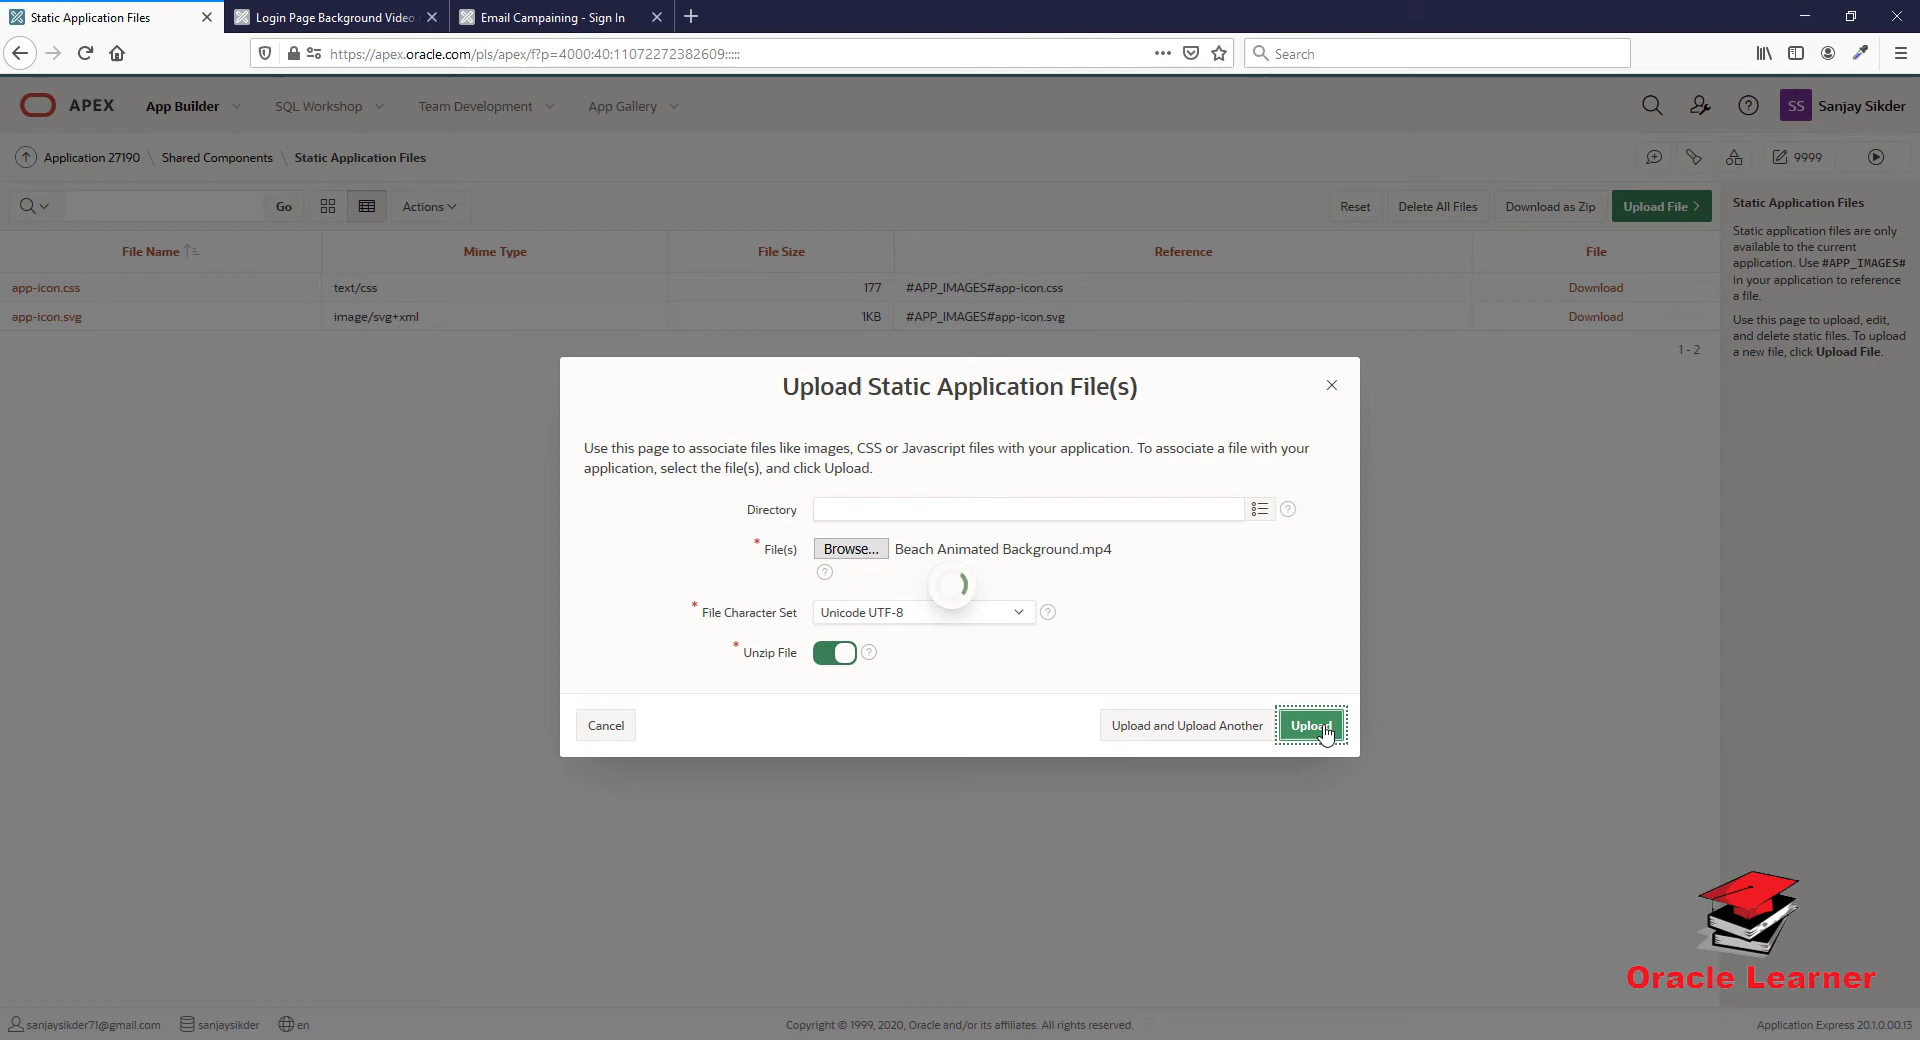 Static Application Files
Login Page Background Video
Email Campaining - Sign In
https://apex.oracle.com/pls/apex/f?p=4000:40:11072272382609:::::
Search
APEX
App Builder
SQL Workshop
Team Development
App Gallery
SS
Sanjay Sikder
Application 27190 \ Shared Components \ Static Application Files
9999
Go
Actions
Reset
Delete All Files
Download as Zip
Upload File
File Name
Mime Type
File Size
Reference
File
app-icon.css text/css 177 #APP_IMAGES#app-icon.css Download
app-icon.svg image/svg+xml 1KB #APP_IMAGES#app-icon.svg Download
1 - 2
Static Application Files
Static application files are only
available to the current
application. Use #APP_IMAGES#
in your application to reference
a file.
Use this page to upload, edit,
and delete static files. To upload
a new file, click Upload File.
Upload Static Application File(s)
Use this page to associate files like images, CSS or Javascript files with your application. To associate a file with your
application, select the file(s), and click Upload.
Directory
* File(s) Browse... Beach Animated Background.mp4
* File Character Set Unicode UTF-8
* Unzip File
Cancel
Upload and Upload Another
Upload
Oracle Learner
sanjaysikder71@gmail.com
sanjaysikder
en
Copyright © 1999, 2020, Oracle and/or its affiliates. All rights reserved.
Application Express 20.1.0.00.13